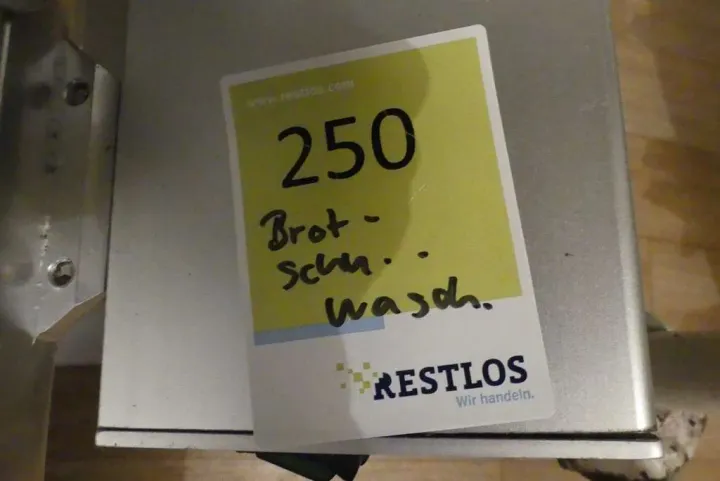 www.restlos.com
250
Brot-
schn...
wasch.
RESTLOS
Wir handeln.